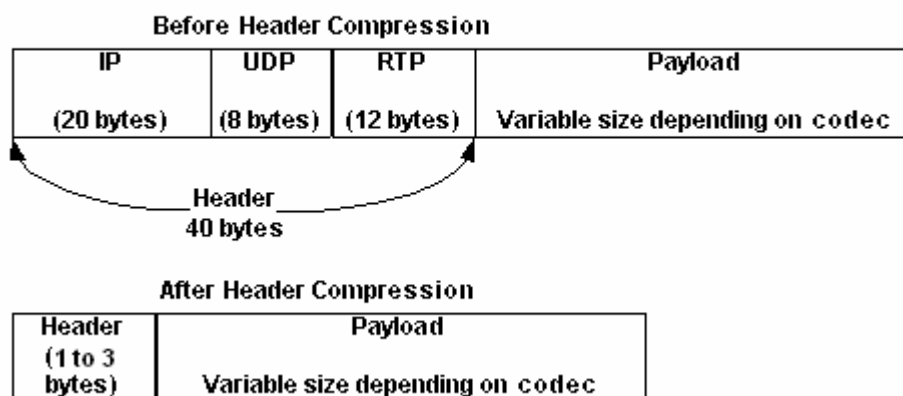 Before Header Compression
IP UDP RTP Payload
(20 bytes) (8 bytes) (12 bytes) Variable size depending on codec
Header
40 bytes
After Header Compression
Header Payload
(1 to 3
bytes) Variable size depending on codec